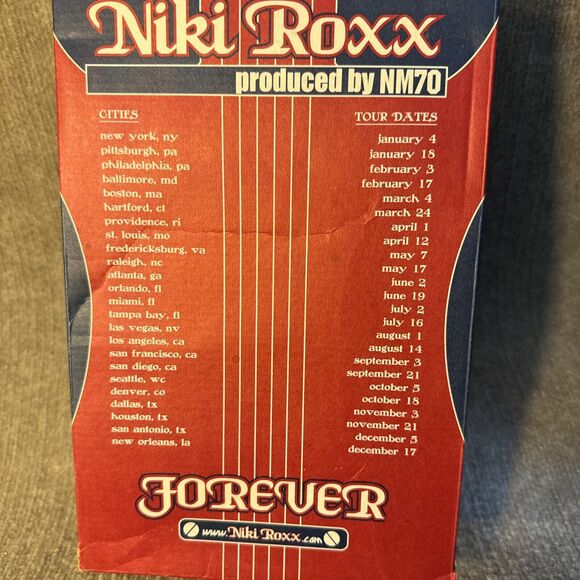 Niki Roxx
produced by NM70
CITIES TOUR DATES
new york, ny january 4
pittsburgh, pa january 18
philadelphia, pa february 3
baltimore, md february 17
boston, ma march 4
hartford, ct march 24
providence, ri april 1
st. louis, mo april 12
fredericksburg, va may 7
raleigh, nc may 17
atlanta, ga june 2
orlando, fl june 19
miami, fl july 2
tampa bay, fl july 16
las vegas, nv august 1
los angeles, ca august 14
san francisco, ca september 3
san diego, ca september 21
seattle, wc october 5
denver, co october 18
dallas, tx november 3
houston, tx november 21
san antonio, tx december 5
new orleans, la december 17
FOREVER
www.Niki Roxx.com